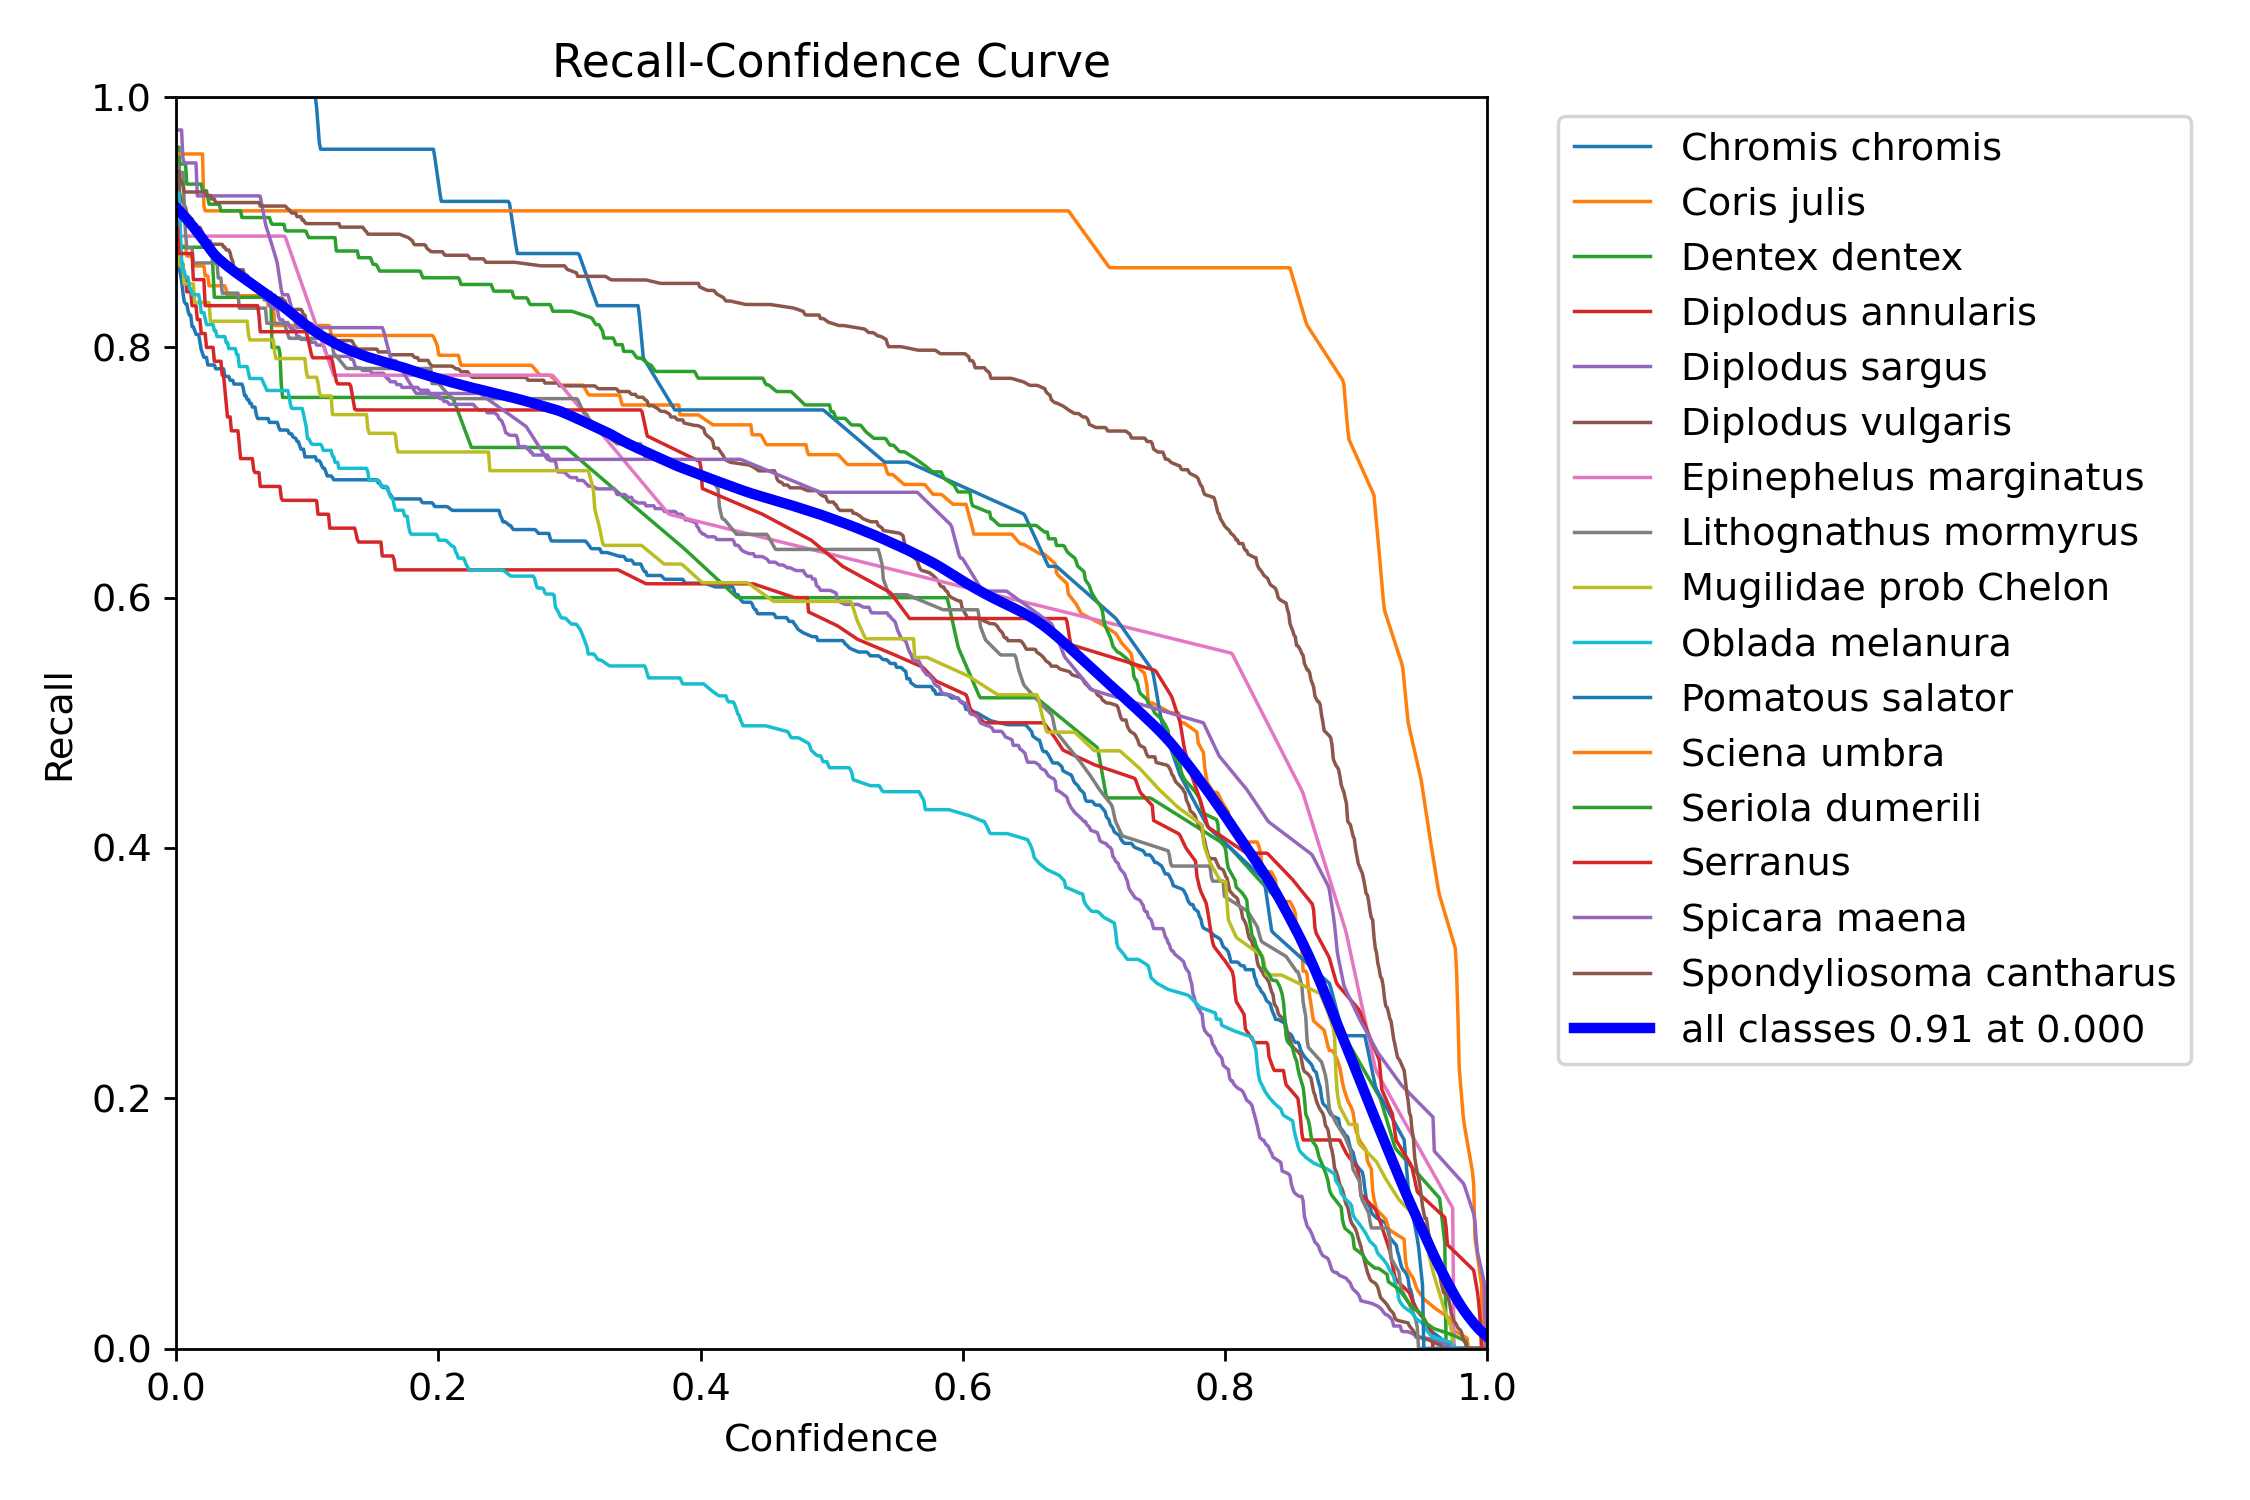 Recall-Confidence Curve
1.0
0.8
0.6
0.4
0.2
0.0
Recall
0.0 0.2 0.4 0.6 0.8 1.0
Confidence
Chromis chromis
Coris julis
Dentex dentex
Diplodus annularis
Diplodus sargus
Diplodus vulgaris
Epinephelus marginatus
Lithognathus mormyrus
Mugilidae prob Chelon
Oblada melanura
Pomatous salator
Sciena umbra
Seriola dumerili
Serranus
Spicara maena
Spondyliosoma cantharus
all classes 0.91 at 0.000